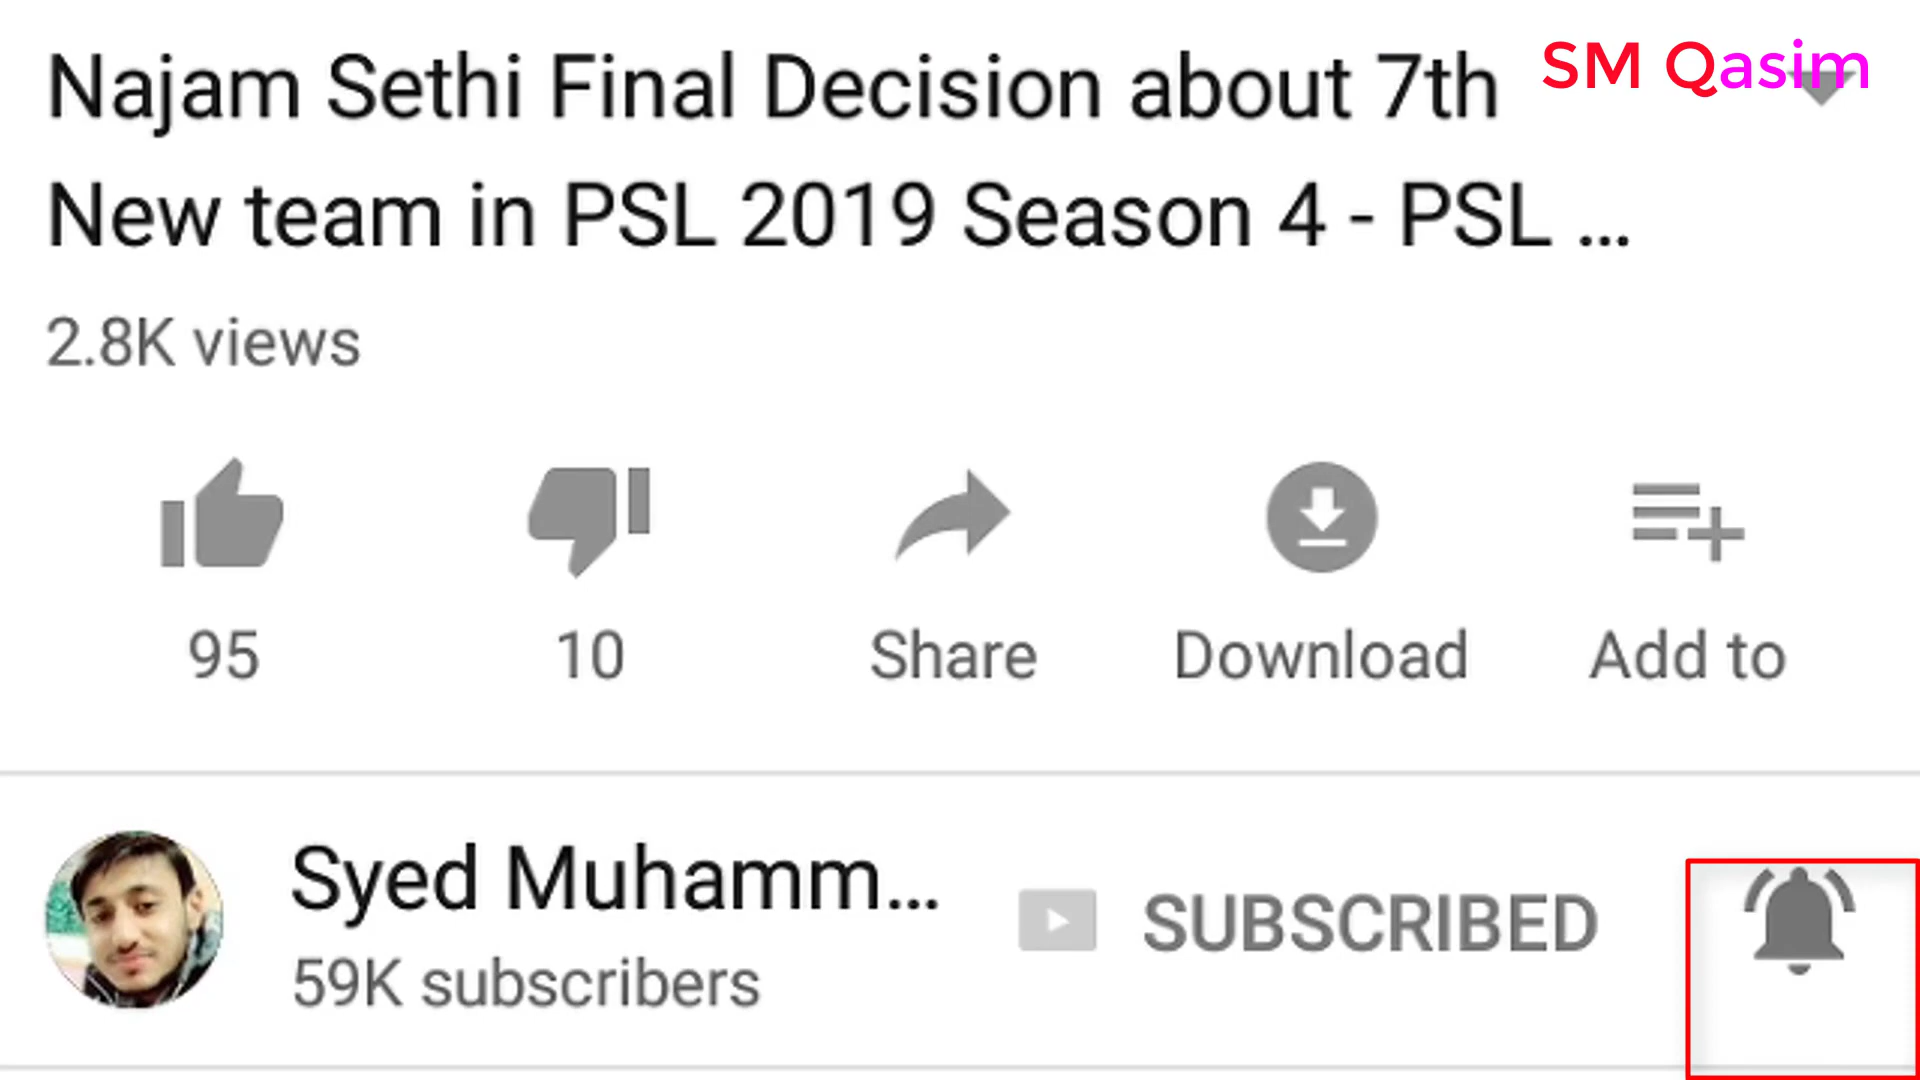 Najam Sethi Final Decision about 7th
SM Qasim
New team in PSL 2019 Season 4 - PSL ...
2.8K views
95
10
Share
Download
Add to
Syed Muhamm...
SUBSCRIBED
59K subscribers